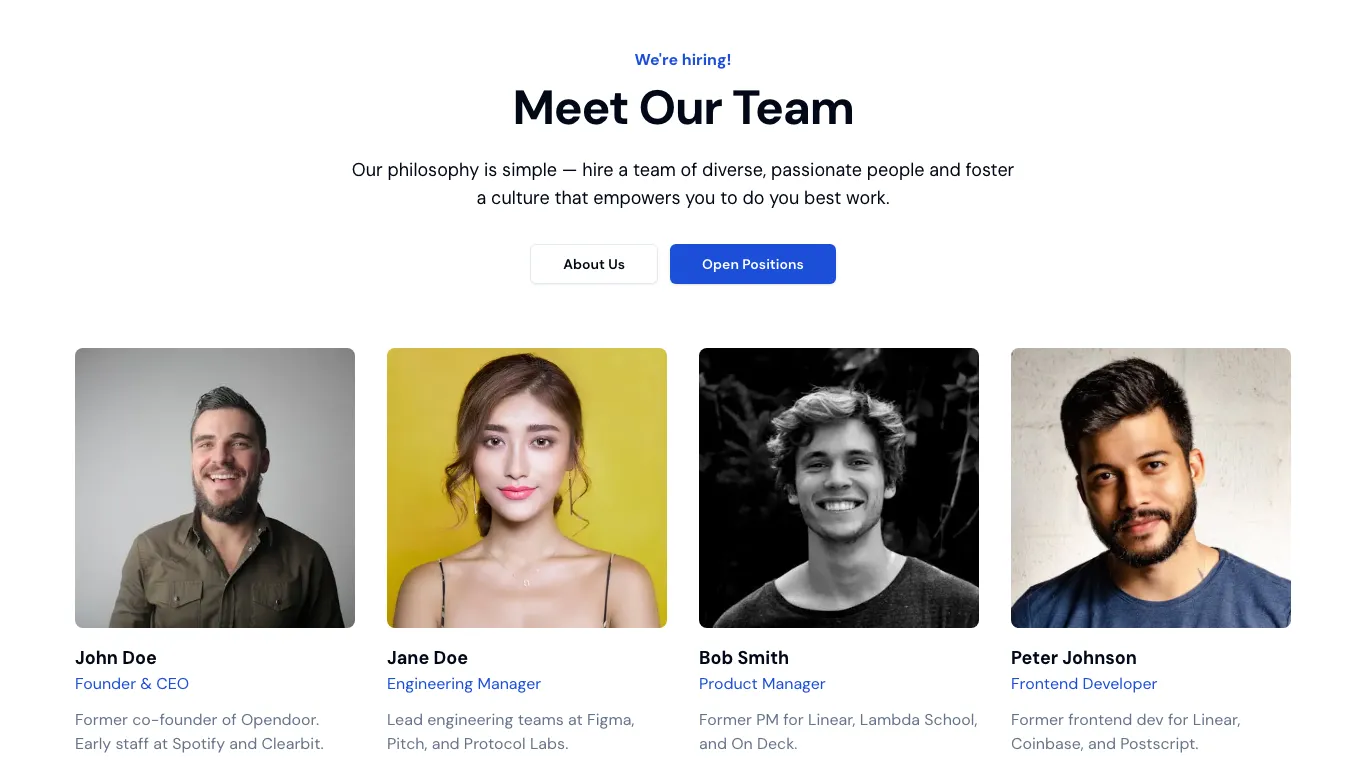 We're hiring!
Meet Our Team
Our philosophy is simple — hire a team of diverse, passionate people and foster
a culture that empowers you to do you best work.
About Us
Open Positions
John Doe
Founder & CEO
Former co-founder of Opendoor.
Early staff at Spotify and Clearbit.
Jane Doe
Engineering Manager
Lead engineering teams at Figma,
Pitch, and Protocol Labs.
Bob Smith
Product Manager
Former PM for Linear, Lambda School,
and On Deck.
Peter Johnson
Frontend Developer
Former frontend dev for Linear,
Coinbase, and Postscript.